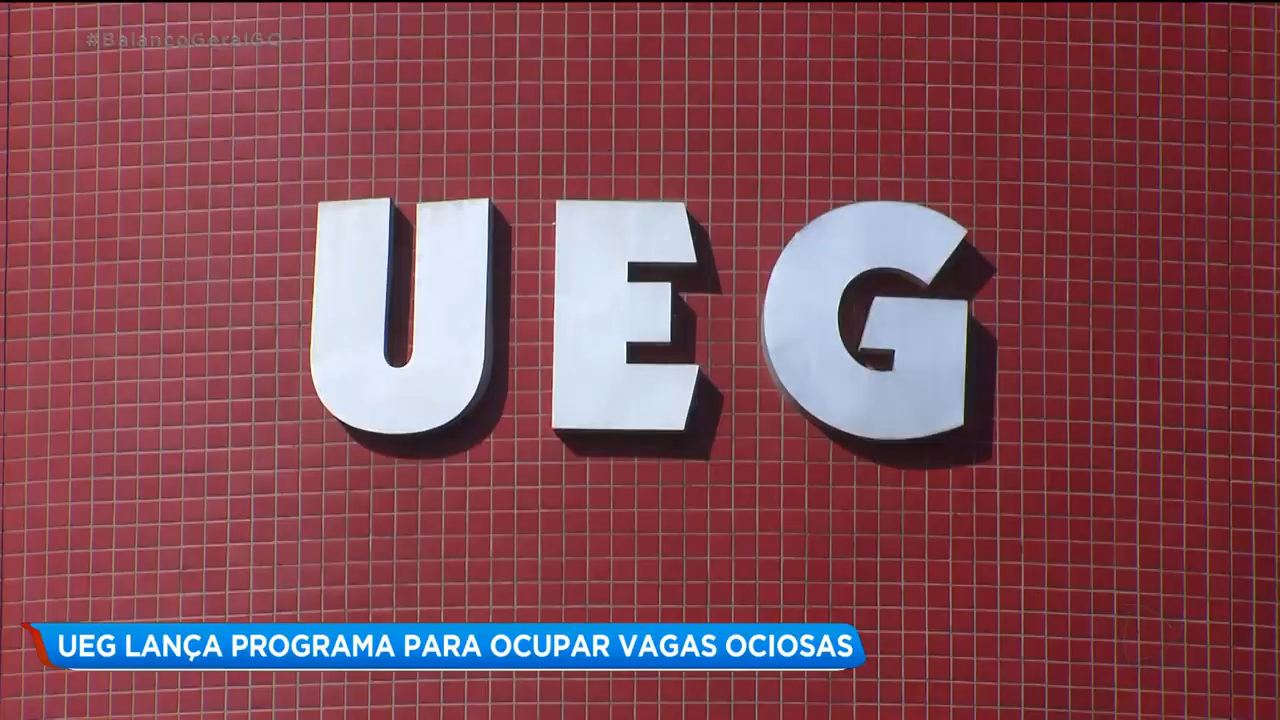 #BalançoGeralGO
UEG
UEG LANÇA PROGRAMA PARA OCUPAR VAGAS OCIOSAS